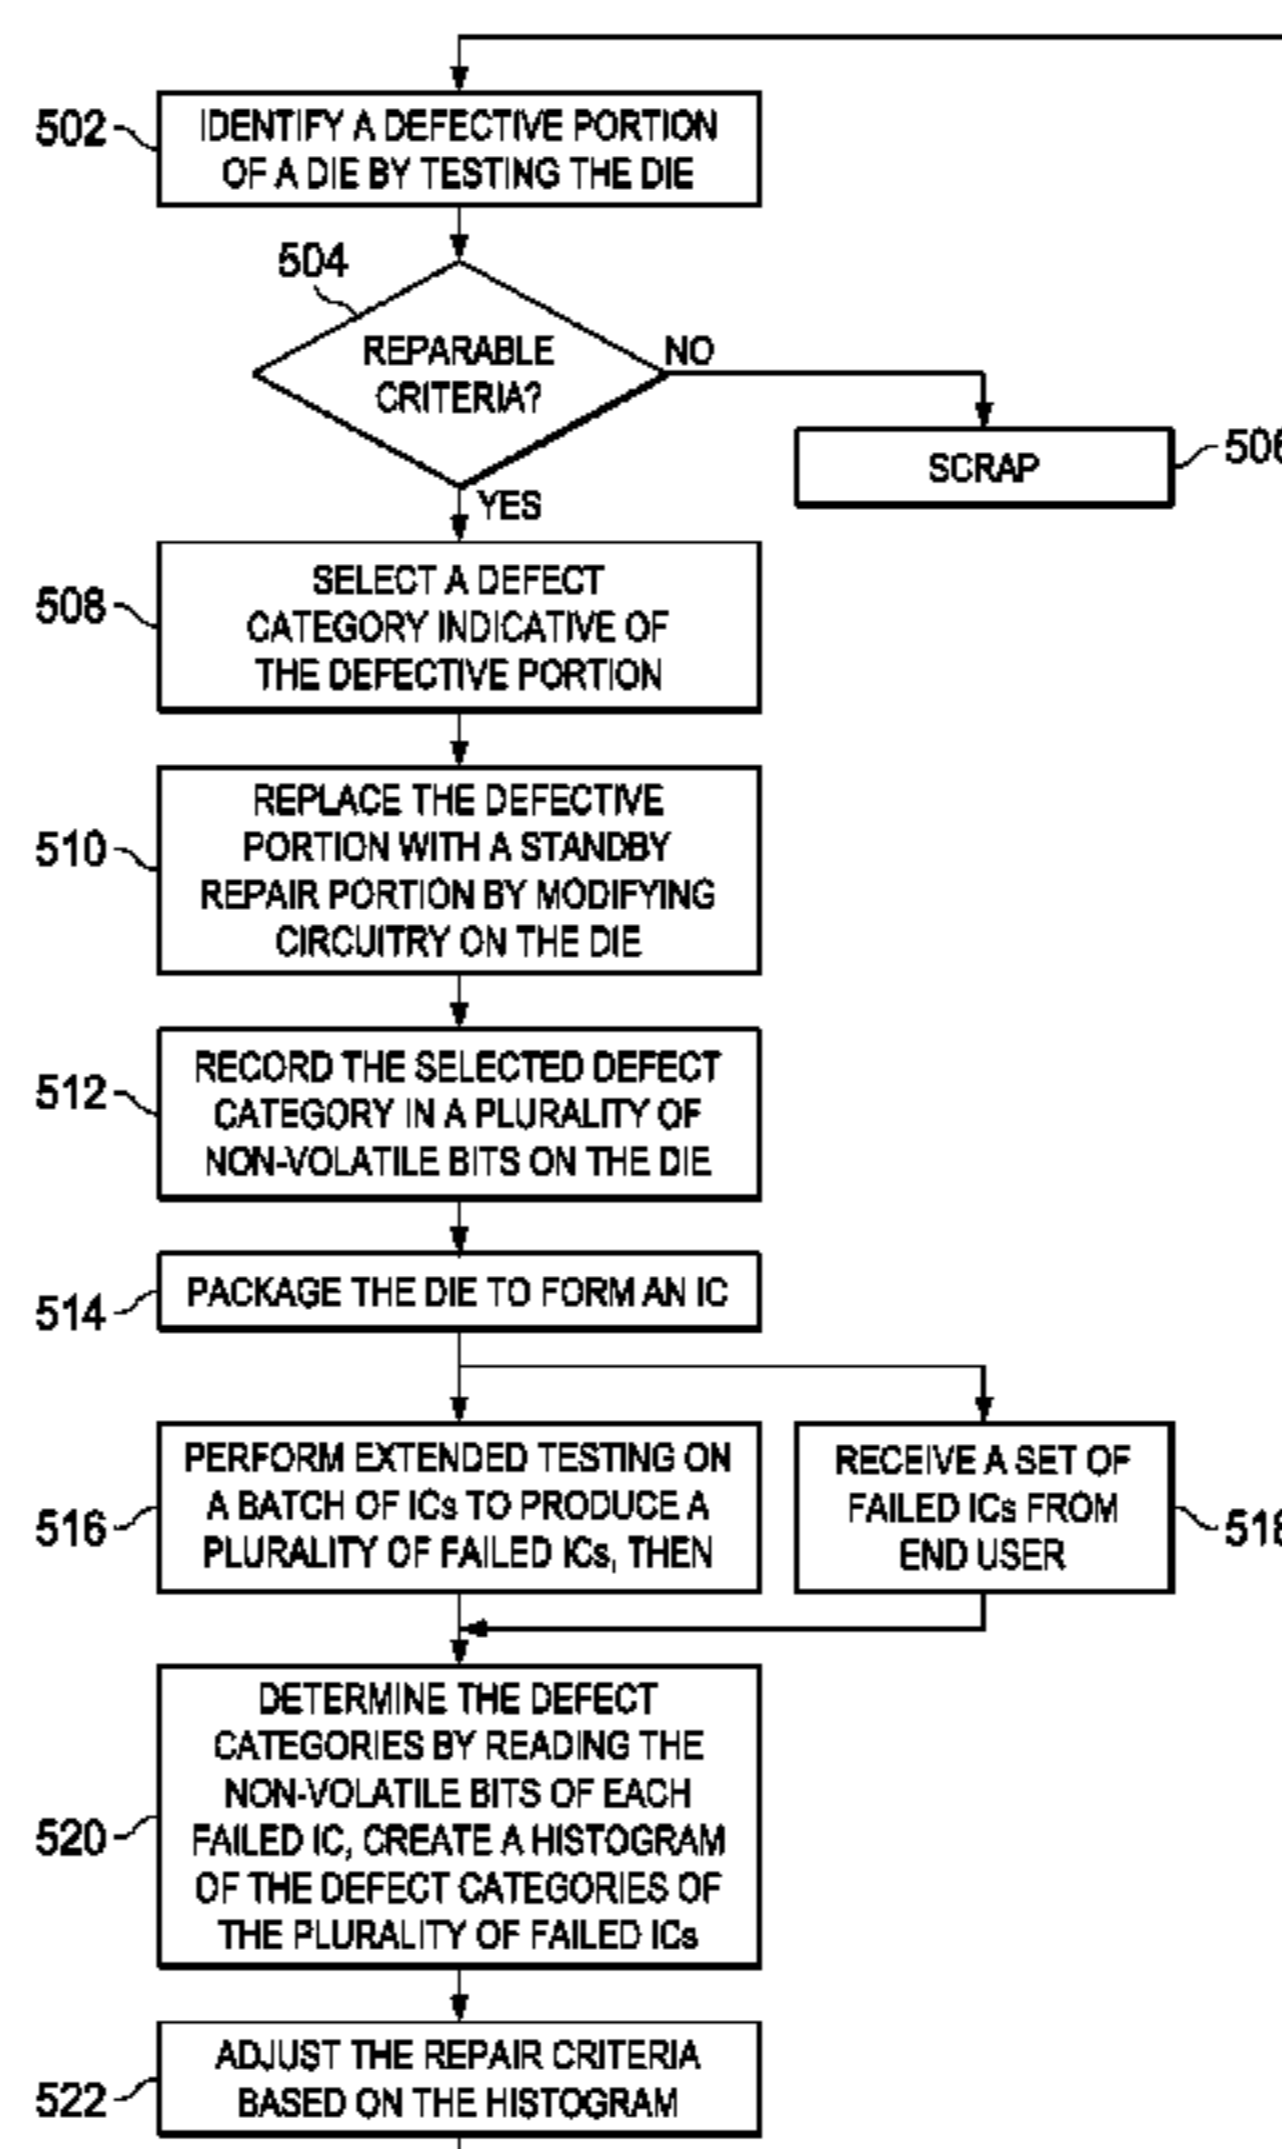 502
IDENTIFY A DEFECTIVE PORTION
OF A DIE BY TESTING THE DIE
504
REPARABLE
CRITERIA?
NO
YES
SCRAP
506
508
SELECT A DEFECT
CATEGORY INDICATIVE OF
THE DEFECTIVE PORTION
510
REPLACE THE DEFECTIVE
PORTION WITH A STANDBY
REPAIR PORTION BY MODIFYING
CIRCUITRY ON THE DIE
512
RECORD THE SELECTED DEFECT
CATEGORY IN A PLURALITY OF
NON-VOLATILE BITS ON THE DIE
514
PACKAGE THE DIE TO FORM AN IC
516
PERFORM EXTENDED TESTING ON
A BATCH OF ICs TO PRODUCE A
PLURALITY OF FAILED ICs, THEN
RECEIVE A SET OF
FAILED ICs FROM
END USER
518
520
DETERMINE THE DEFECT
CATEGORIES BY READING THE
NON-VOLATILE BITS OF EACH
FAILED IC, CREATE A HISTOGRAM
OF THE DEFECT CATEGORIES OF
THE PLURALITY OF FAILED ICs
522
ADJUST THE REPAIR CRITERIA
BASED ON THE HISTOGRAM